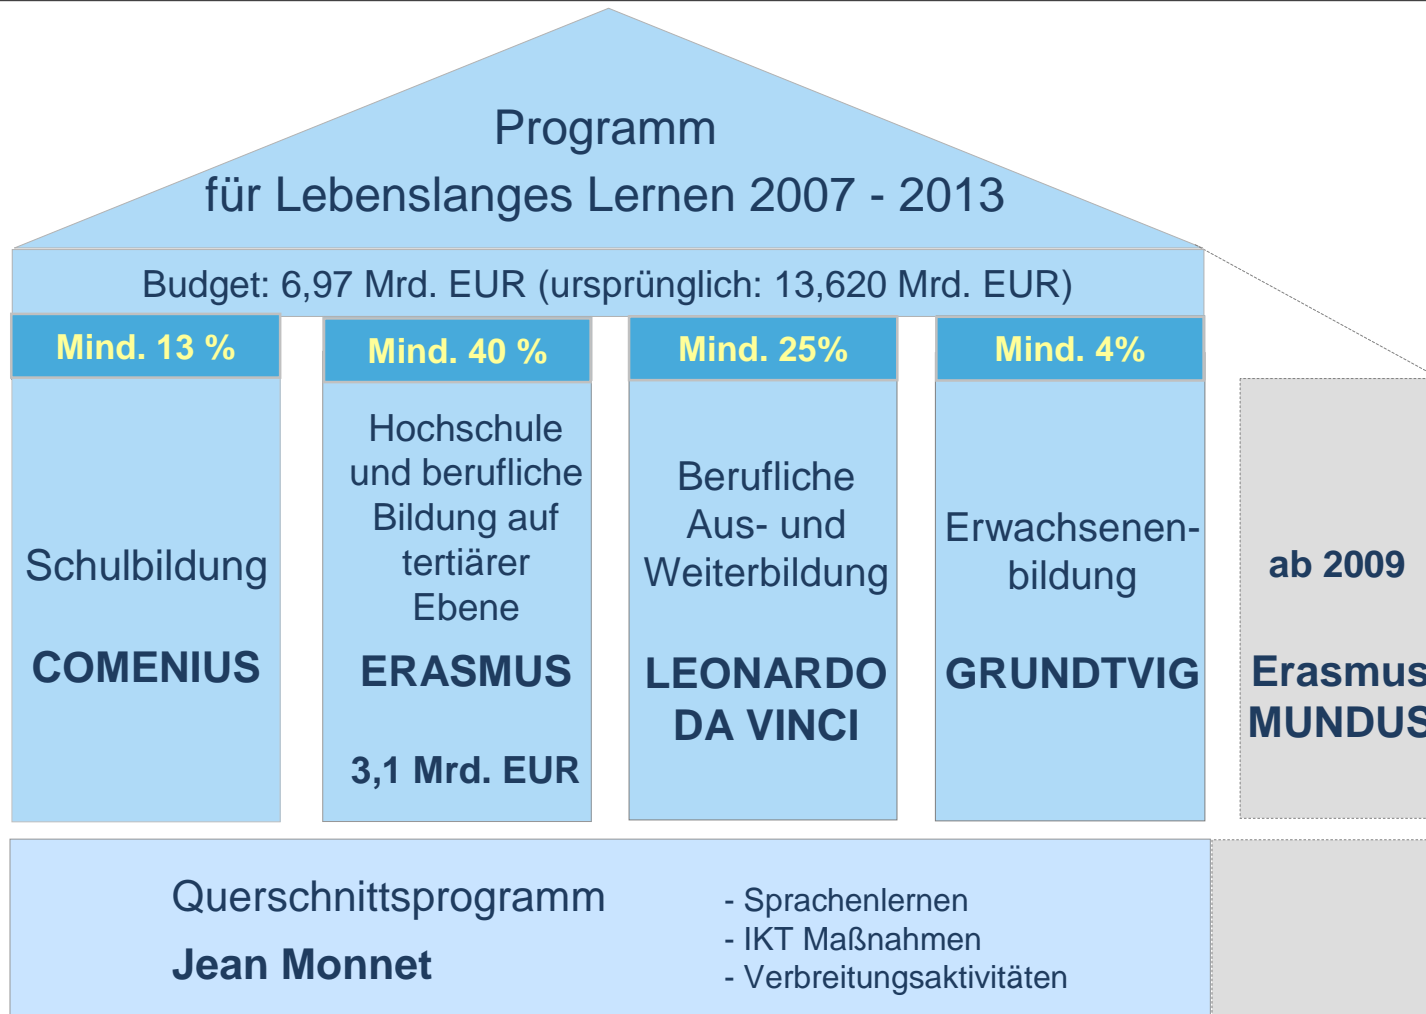 Programm
für Lebenslanges Lernen 2007 - 2013
Budget: 6,97 Mrd. EUR (ursprünglich: 13,620 Mrd. EUR)
Mind. 13 %
Schulbildung
COMENIUS
Mind. 40 %
Hochschule
und berufliche
Bildung auf
tertiärer
Ebene
ERASMUS
3,1 Mrd. EUR
Mind. 25%
Berufliche
Aus- und
Weiterbildung
LEONARDO
DA VINCI
Mind. 4%
Erwachsenen-
bildung
GRUNDTVIG
ab 2009
Erasmus
MUNDUS
Querschnittsprogramm
Jean Monnet
- Sprachenlernen
- IKT Maßnahmen
- Verbreitungsaktivitäten